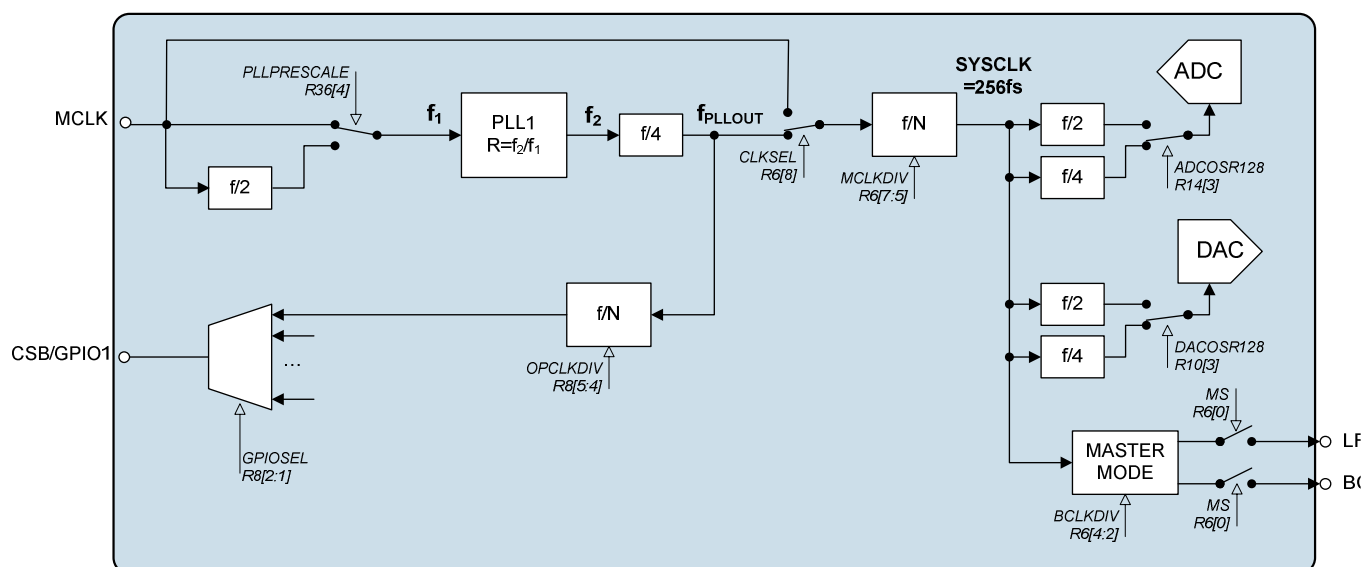 PLLPRESCALE
R36[4]
MCLK
f1
PLL1
R=f2/f1
f2
f/4
fPLLOUT
f/2
CLKSEL
R6[8]
f/N
MCLKDIV
R6[7:5]
SYSCLK
=256fs
f/2
f/4
ADC
ADCOSR128
R14[3]
DAC
f/2
f/4
DACOSR128
R10[3]
CSB/GPIO1
...
GPIOSEL
R8[2:1]
f/N
OPCLKDIV
R8[5:4]
MASTER
MODE
BCLKDIV
R6[4:2]
MS
R6[0]
MS
R6[0]